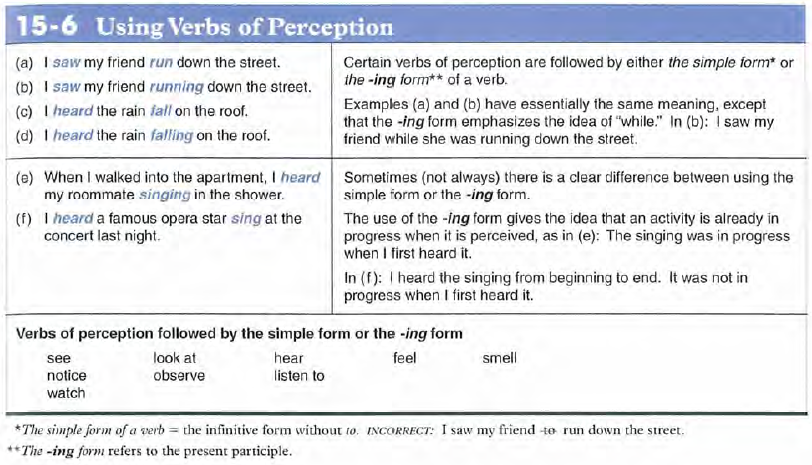 15-6 Using Verbs of Perception
(a) I saw my friend run down the street.
(b) I saw my friend running down the street.
(c) I heard the rain fall on the roof.
(d) I heard the rain falling on the roof.
Certain verbs of perception are followed by either the simple form* or
the -ing form** of a verb.
Examples (a) and (b) have essentially the same meaning, except
that the -ing form emphasizes the idea of "while." In (b): I saw my
friend while she was running down the street.
(e) When I walked into the apartment, I heard
my roommate singing in the shower.
(f) I heard a famous opera star sing at the
concert last night.
Sometimes (not always) there is a clear difference between using the
simple form or the -ing form.
The use of the -ing form gives the idea that an activity is already in
progress when it is perceived, as in (e): The singing was in progress
when I first heard it.
In (f): I heard the singing from beginning to end. It was not in
progress when I first heard it.
Verbs of perception followed by the simple form or the -ing form
see look at hear feel smell
notice observe listen to
watch
*The simple form of a verb = the infinitive form without to. INCORRECT: I saw my friend to run down the street.
**The -ing form refers to the present participle.